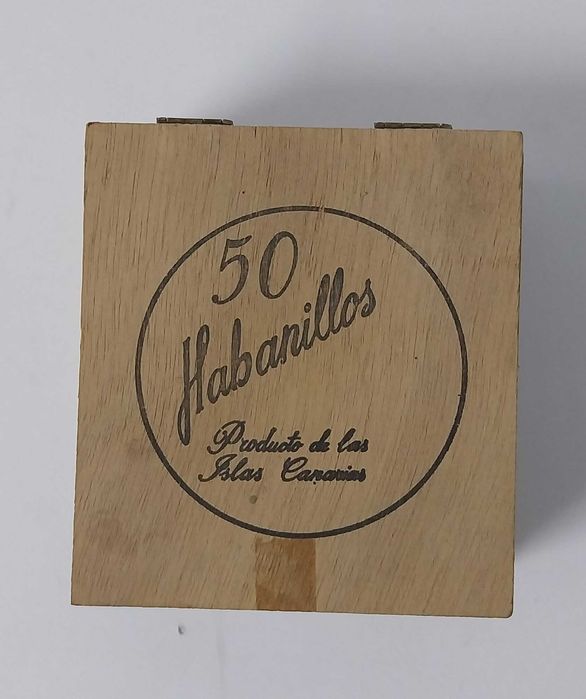 50
Habanillos
Producto de las
Islas Canarias